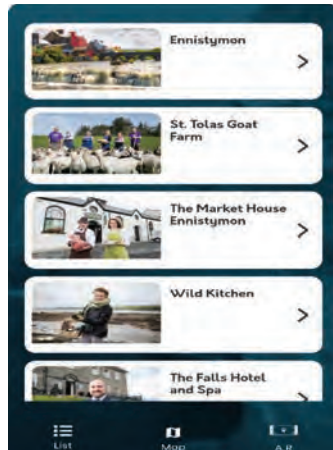 Ennistymon
St. Tolas Goat
Farm
The Market House
Ennistymon
Wild Kitchen
The Falls Hotel
and Spa
List
Map
A.R